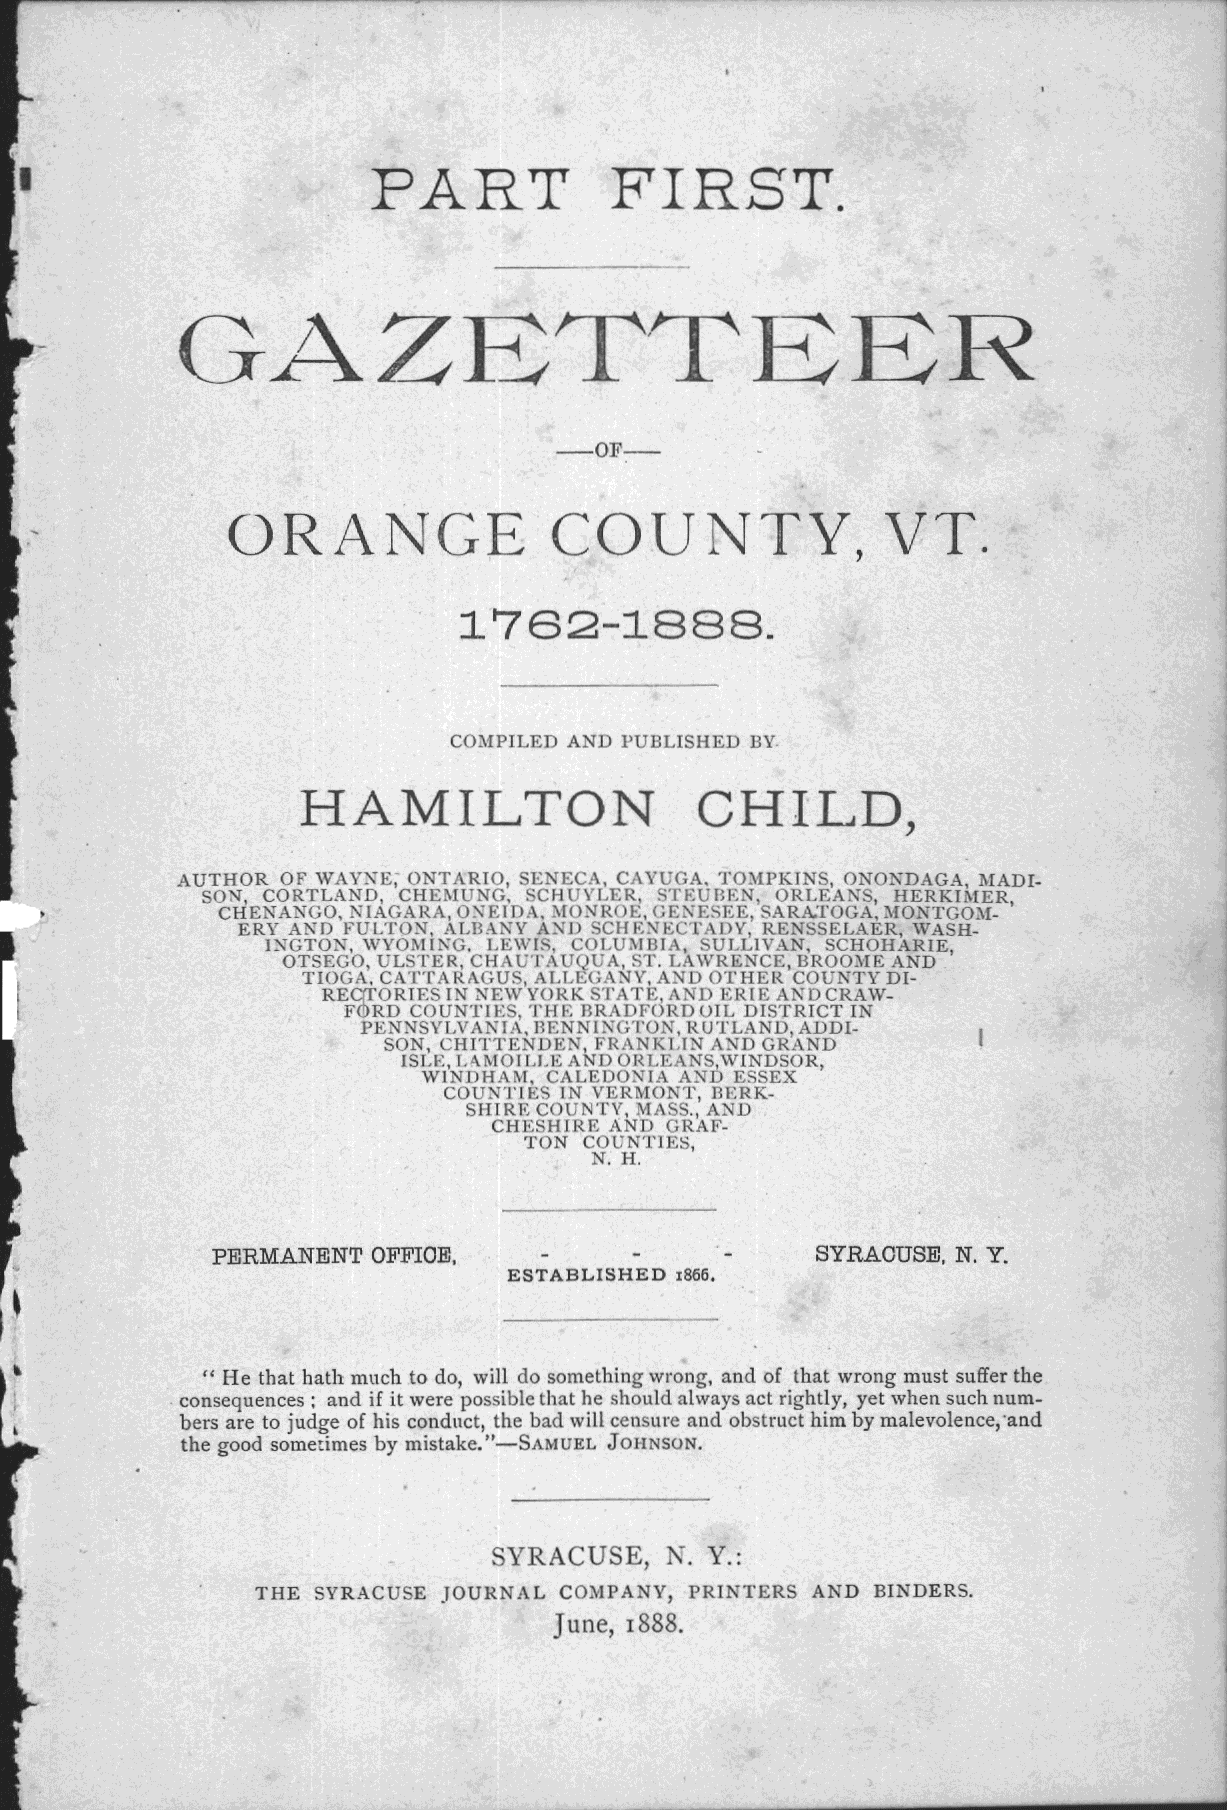 PART FIRST.
GAZETTEER
—OF—
ORANGE COUNTY, VT.
1762-1888.
COMPILED AND PUBLISHED BY
HAMILTON CHILD,
AUTHOR OF WAYNE, ONTARIO, SENECA, CAYUGA, TOMPKINS, ONONDAGA, MADI-
SON, CORTLAND, CHEMUNG, SCHUYLER, STEUBEN, ORLEANS, HERKIMER,
CHENANGO, NIAGARA, ONEIDA, MONROE, GENESEE, SARATOGA, MONTGOM-
ERY AND FULTON, ALBANY AND SCHENECTADY, RENSSELAER, WASH-
INGTON, WYOMING, LEWIS, COLUMBIA, SULLIVAN, SCHOHARIE,
OTSEGO, ULSTER, CHAUTAUQUA, ST. LAWRENCE, BROOME AND
TIOGA, CATTARAGUS, ALLEGANY, AND OTHER COUNTY DI-
RECTORIES IN NEW YORK STATE, AND ERIE AND CRAW-
FORD COUNTIES, THE BRADFORD OIL DISTRICT IN
PENNSYLVANIA, BENNINGTON, RUTLAND, ADDI-
SON, CHITTENDEN, FRANKLIN AND GRAND
ISLE, LAMOILLE AND ORLEANS, WINDSOR,
WINDHAM, CALEDONIA AND ESSEX
COUNTIES IN VERMONT, BERK-
SHIRE COUNTY, MASS., AND
CHESHIRE AND GRAF-
TON COUNTIES,
N. H.
PERMANENT OFFICE, - - - SYRACUSE, N. Y.
ESTABLISHED 1866.
“ He that hath much to do, will do something wrong, and of that wrong must suffer the
consequences ; and if it were possible that he should always act rightly, yet when such num-
bers are to judge of his conduct, the bad will censure and obstruct him by malevolence, and
the good sometimes by mistake.”—SAMUEL JOHNSON.
SYRACUSE, N. Y.:
THE SYRACUSE JOURNAL COMPANY, PRINTERS AND BINDERS.
June, 1888.